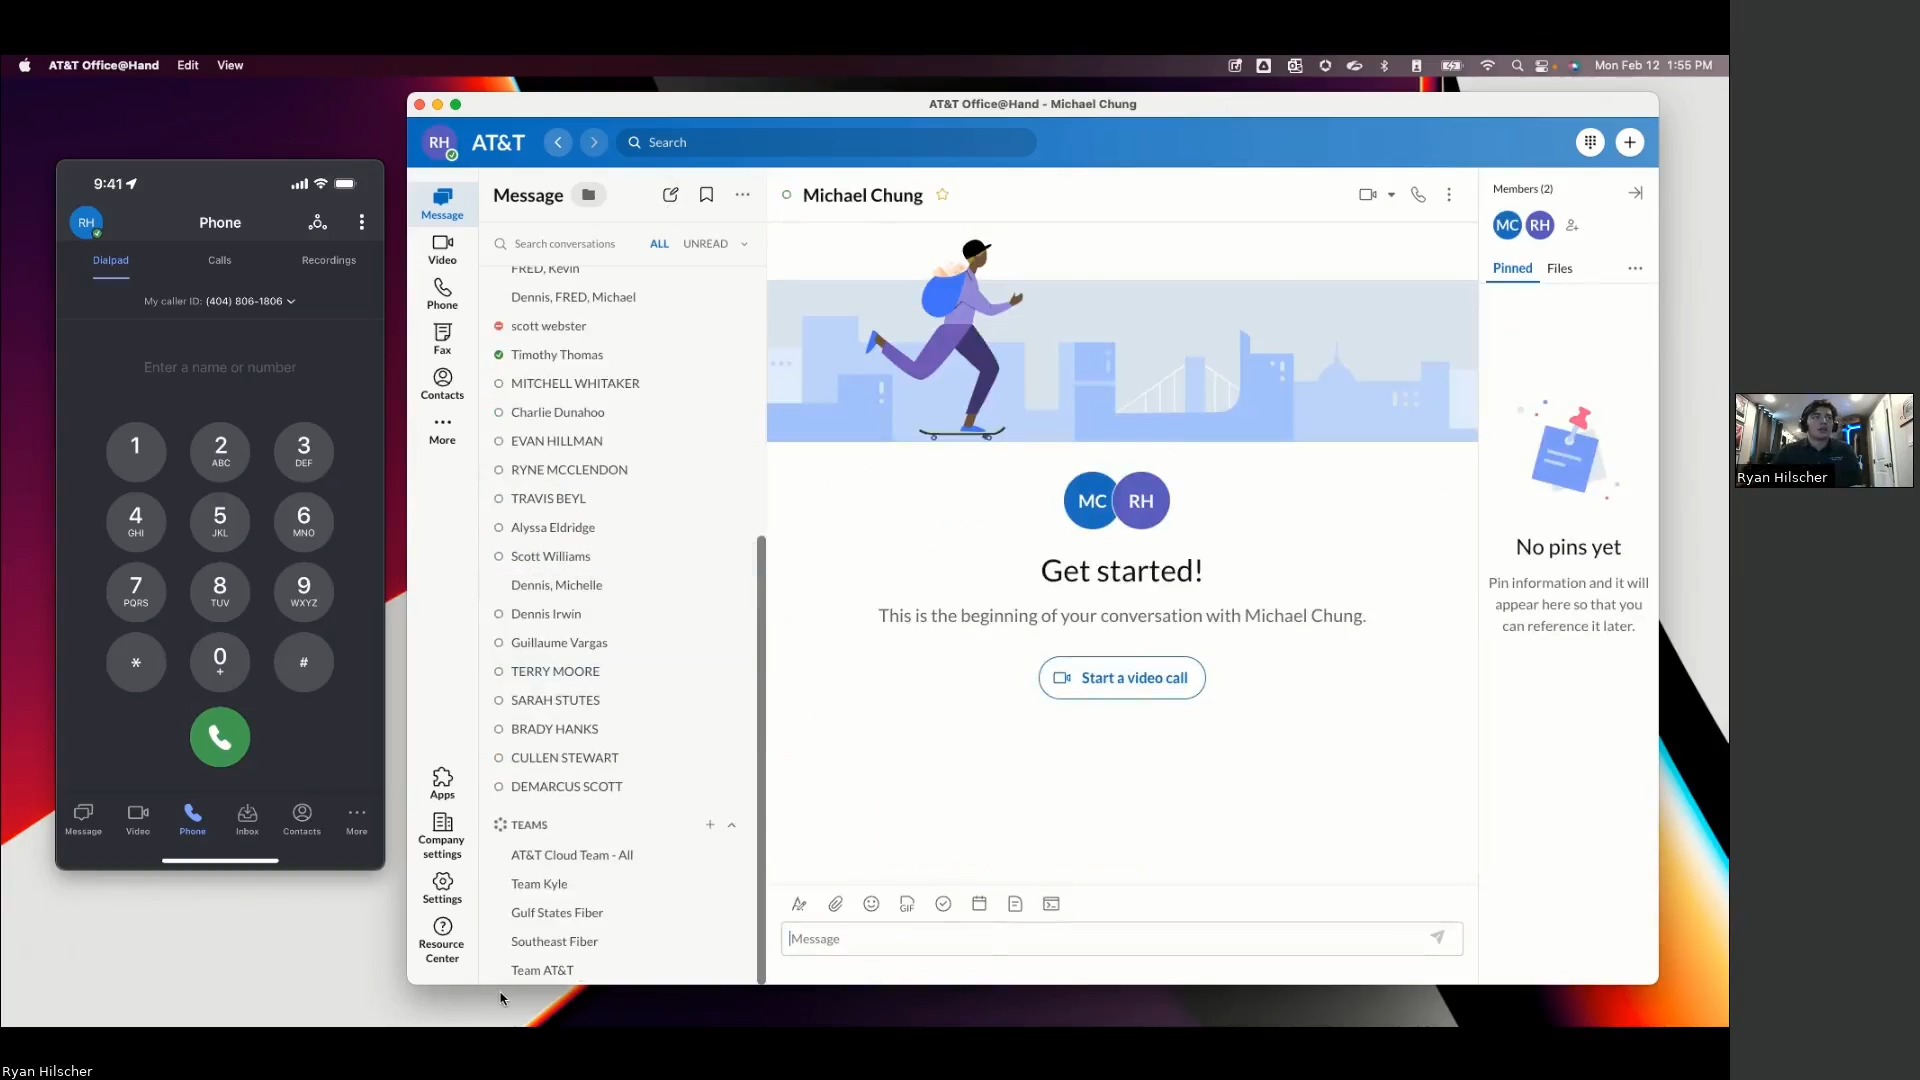 AT&T Office@Hand Edit View
Mon Feb 12 1:55 PM
AT&T Office@Hand - Michael Chung
RH AT&T Search
9:41
RH Phone
Dialpad Calls Recordings
My caller ID: (404) 806-1806
Enter a name or number
1
2
ABC
3
DEF
4
GHI
5
JKL
6
MNO
7
PQRS
8
TUV
9
WXYZ
*
0
+
#
Message Video Phone Inbox Contacts More
Message
Video
Phone
Fax
Contacts
More
Apps
Company
settings
Settings
Resource
Center
Message
Search conversations ALL UNREAD
FRED, Kevin
Dennis, FRED, Michael
scott webster
Timothy Thomas
MITCHELL WHITAKER
Charlie Dunahoo
EVAN HILLMAN
RYNE MCCLENDON
TRAVIS BEYL
Alyssa Eldridge
Scott Williams
Dennis, Michelle
Dennis Irwin
Guillaume Vargas
TERRY MOORE
SARAH STUTES
BRADY HANKS
CULLEN STEWART
DEMARCUS SCOTT
TEAMS
AT&T Cloud Team - All
Team Kyle
Gulf States Fiber
Southeast Fiber
Team AT&T
Michael Chung
MC RH
Get started!
This is the beginning of your conversation with Michael Chung.
Start a video call
GIF
Message
Members (2)
MC RH
Pinned Files
No pins yet
Pin information and it will
appear here so that you
can reference it later.
Ryan Hilscher
Ryan Hilscher